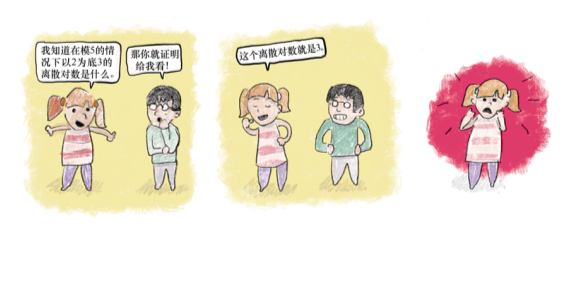 我知道在模5的情
况下以2为底3的
离散对数是什么。
那你就证明
给我看!
这个离散对数就是3。